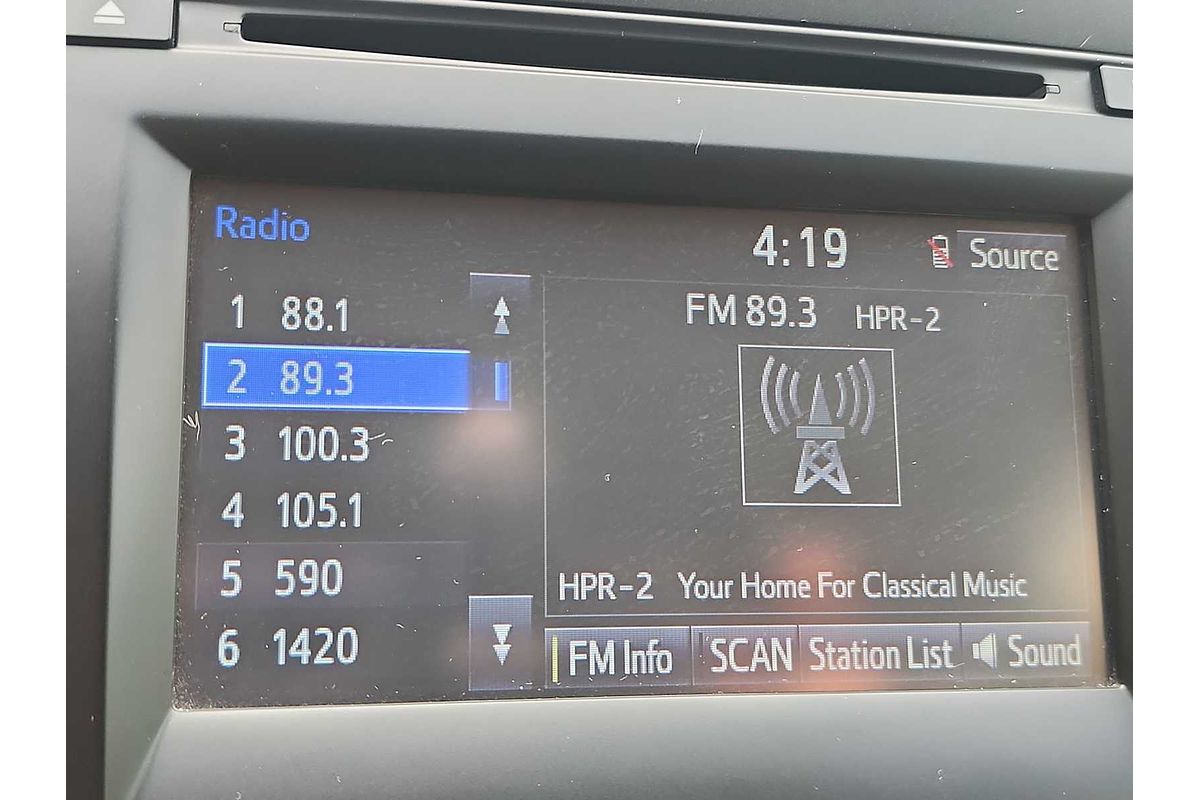 Radio
4:19
Source
1 88.1
2 89.3
3 100.3
4 105.1
5 590
6 1420
FM 89.3 HPR-2
HPR-2 Your Home For Classical Music
FM Info SCAN Station List Sound